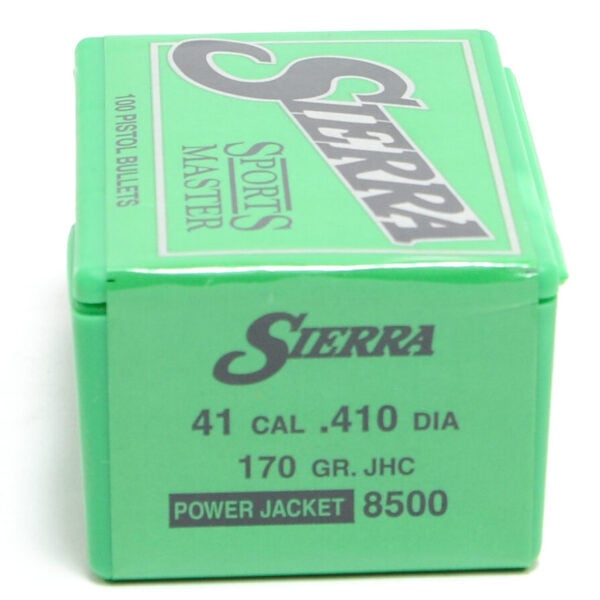 SIERRA
SPORTS
MASTER
100 PISTOL BULLETS
SIERRA
41 CAL .410 DIA
170 GR. JHC
POWER JACKET 8500